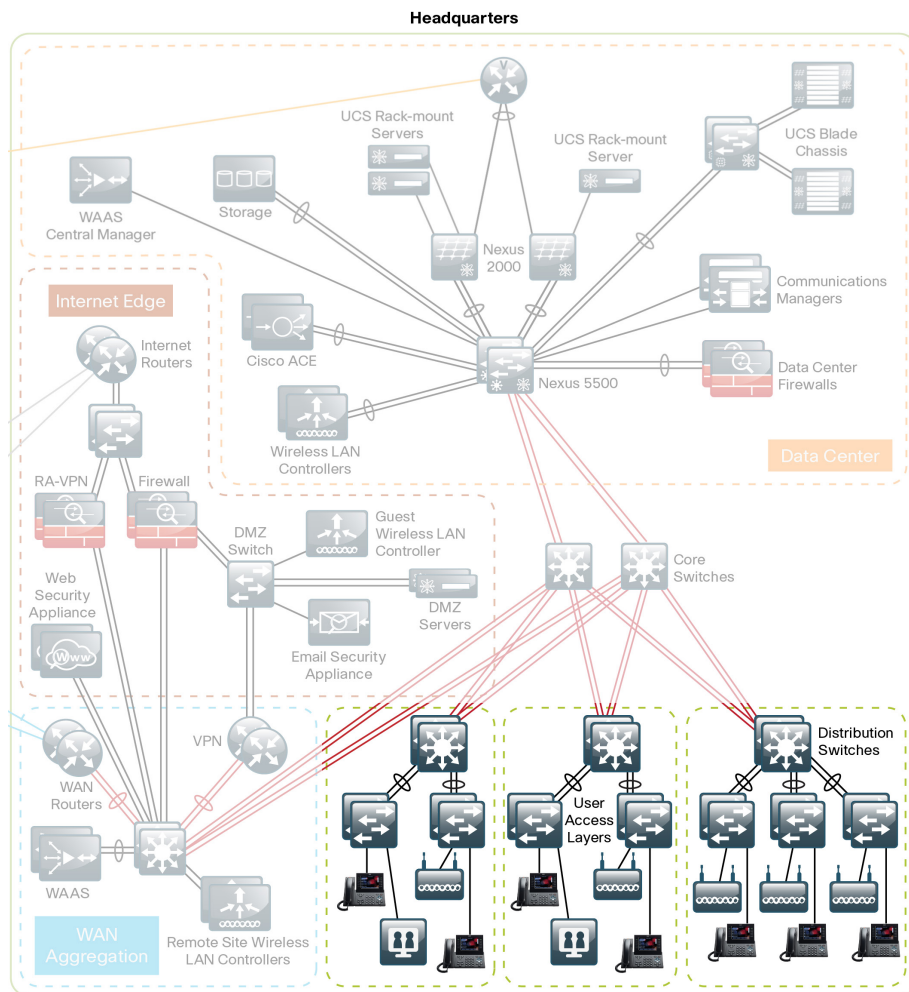 Headquarters
V
UCS Rack-mount
Servers
UCS Rack-mount
Server
UCS Blade
Chassis
WAAS
Central Manager
Storage
Nexus
2000
Communications
Managers
Internet Edge
Internet
Routers
Cisco ACE
Nexus 5500
Data Center
Firewalls
Wireless LAN
Controllers
Data Center
RA-VPN
Firewall
DMZ
Switch
Guest
Wireless LAN
Controller
Core
Switches
Web
Security
Appliance
DMZ
Servers
Www
Email Security
Appliance
VPN
WAN
Routers
Distribution
Switches
User
Access
Layers
WAAS
WAN
Aggregation
Remote Site Wireless
LAN Controllers